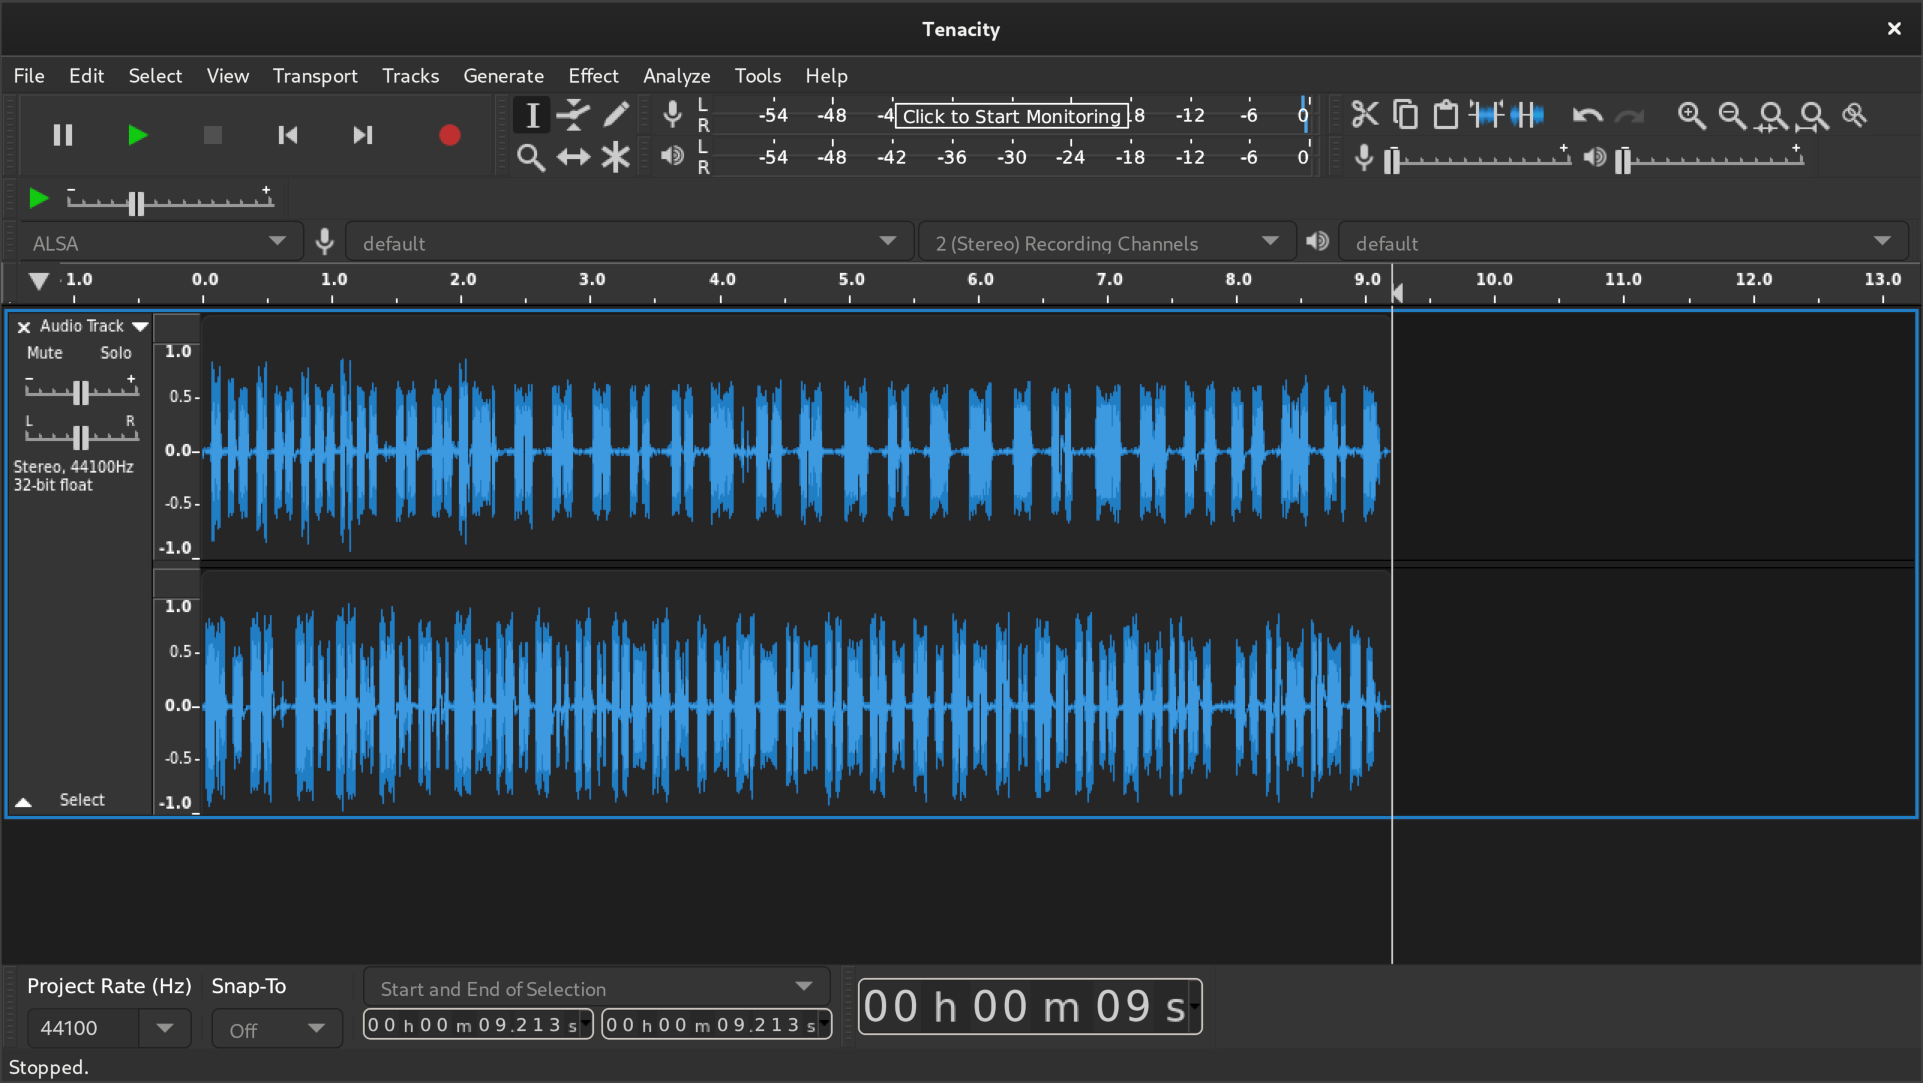 Tenacity
File Edit Select View Transport Tracks Generate Effect Analyze Tools Help
L -54 -48 -4 Click to Start Monitoring .8 -12 -6 0
R
L -54 -48 -42 -36 -30 -24 -18 -12 -6 0
R
- +
- +
- +
ALSA default 2 (Stereo) Recording Channels default
1.0 0.0 1.0 2.0 3.0 4.0 5.0 6.0 7.0 8.0 9.0 10.0 11.0 12.0 13.0
Audio Track
Mute Solo
- +
L R
Stereo, 44100Hz
32-bit float
Select
1.0
0.5-
0.0-
-0.5-
-1.0
1.0
0.5-
0.0-
-0.5-
-1.0
Project Rate (Hz) Snap-To Start and End of Selection
44100 Off 00 h 00 m 09.213 s 00 h 00 m 09.213 s
00 h 00 m 09 s
Stopped.